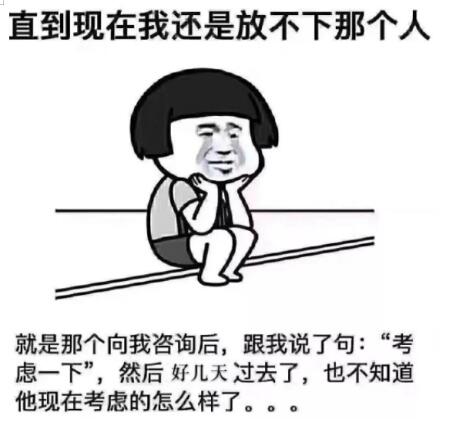 直到现在我还是放不下那个人
就是那个向我咨询后，跟我说了句：“考
虑一下”，然后 好几天 过去了，也不知道
他现在考虑的怎么样了。。。